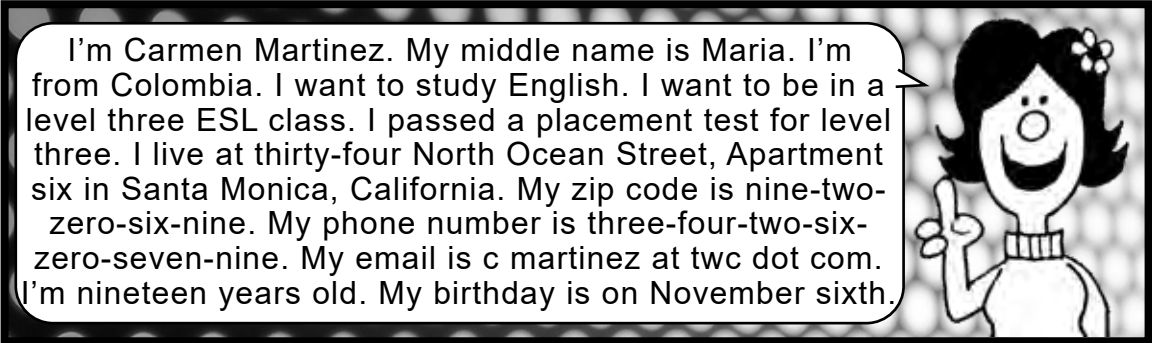 I’m Carmen Martinez. My middle name is Maria. I’m
from Colombia. I want to study English. I want to be in a
level three ESL class. I passed a placement test for level
three. I live at thirty-four North Ocean Street, Apartment
six in Santa Monica, California. My zip code is nine-two-
zero-six-nine. My phone number is three-four-two-six-
zero-seven-nine. My email is c martinez at twc dot com.
I’m nineteen years old. My birthday is on November sixth.